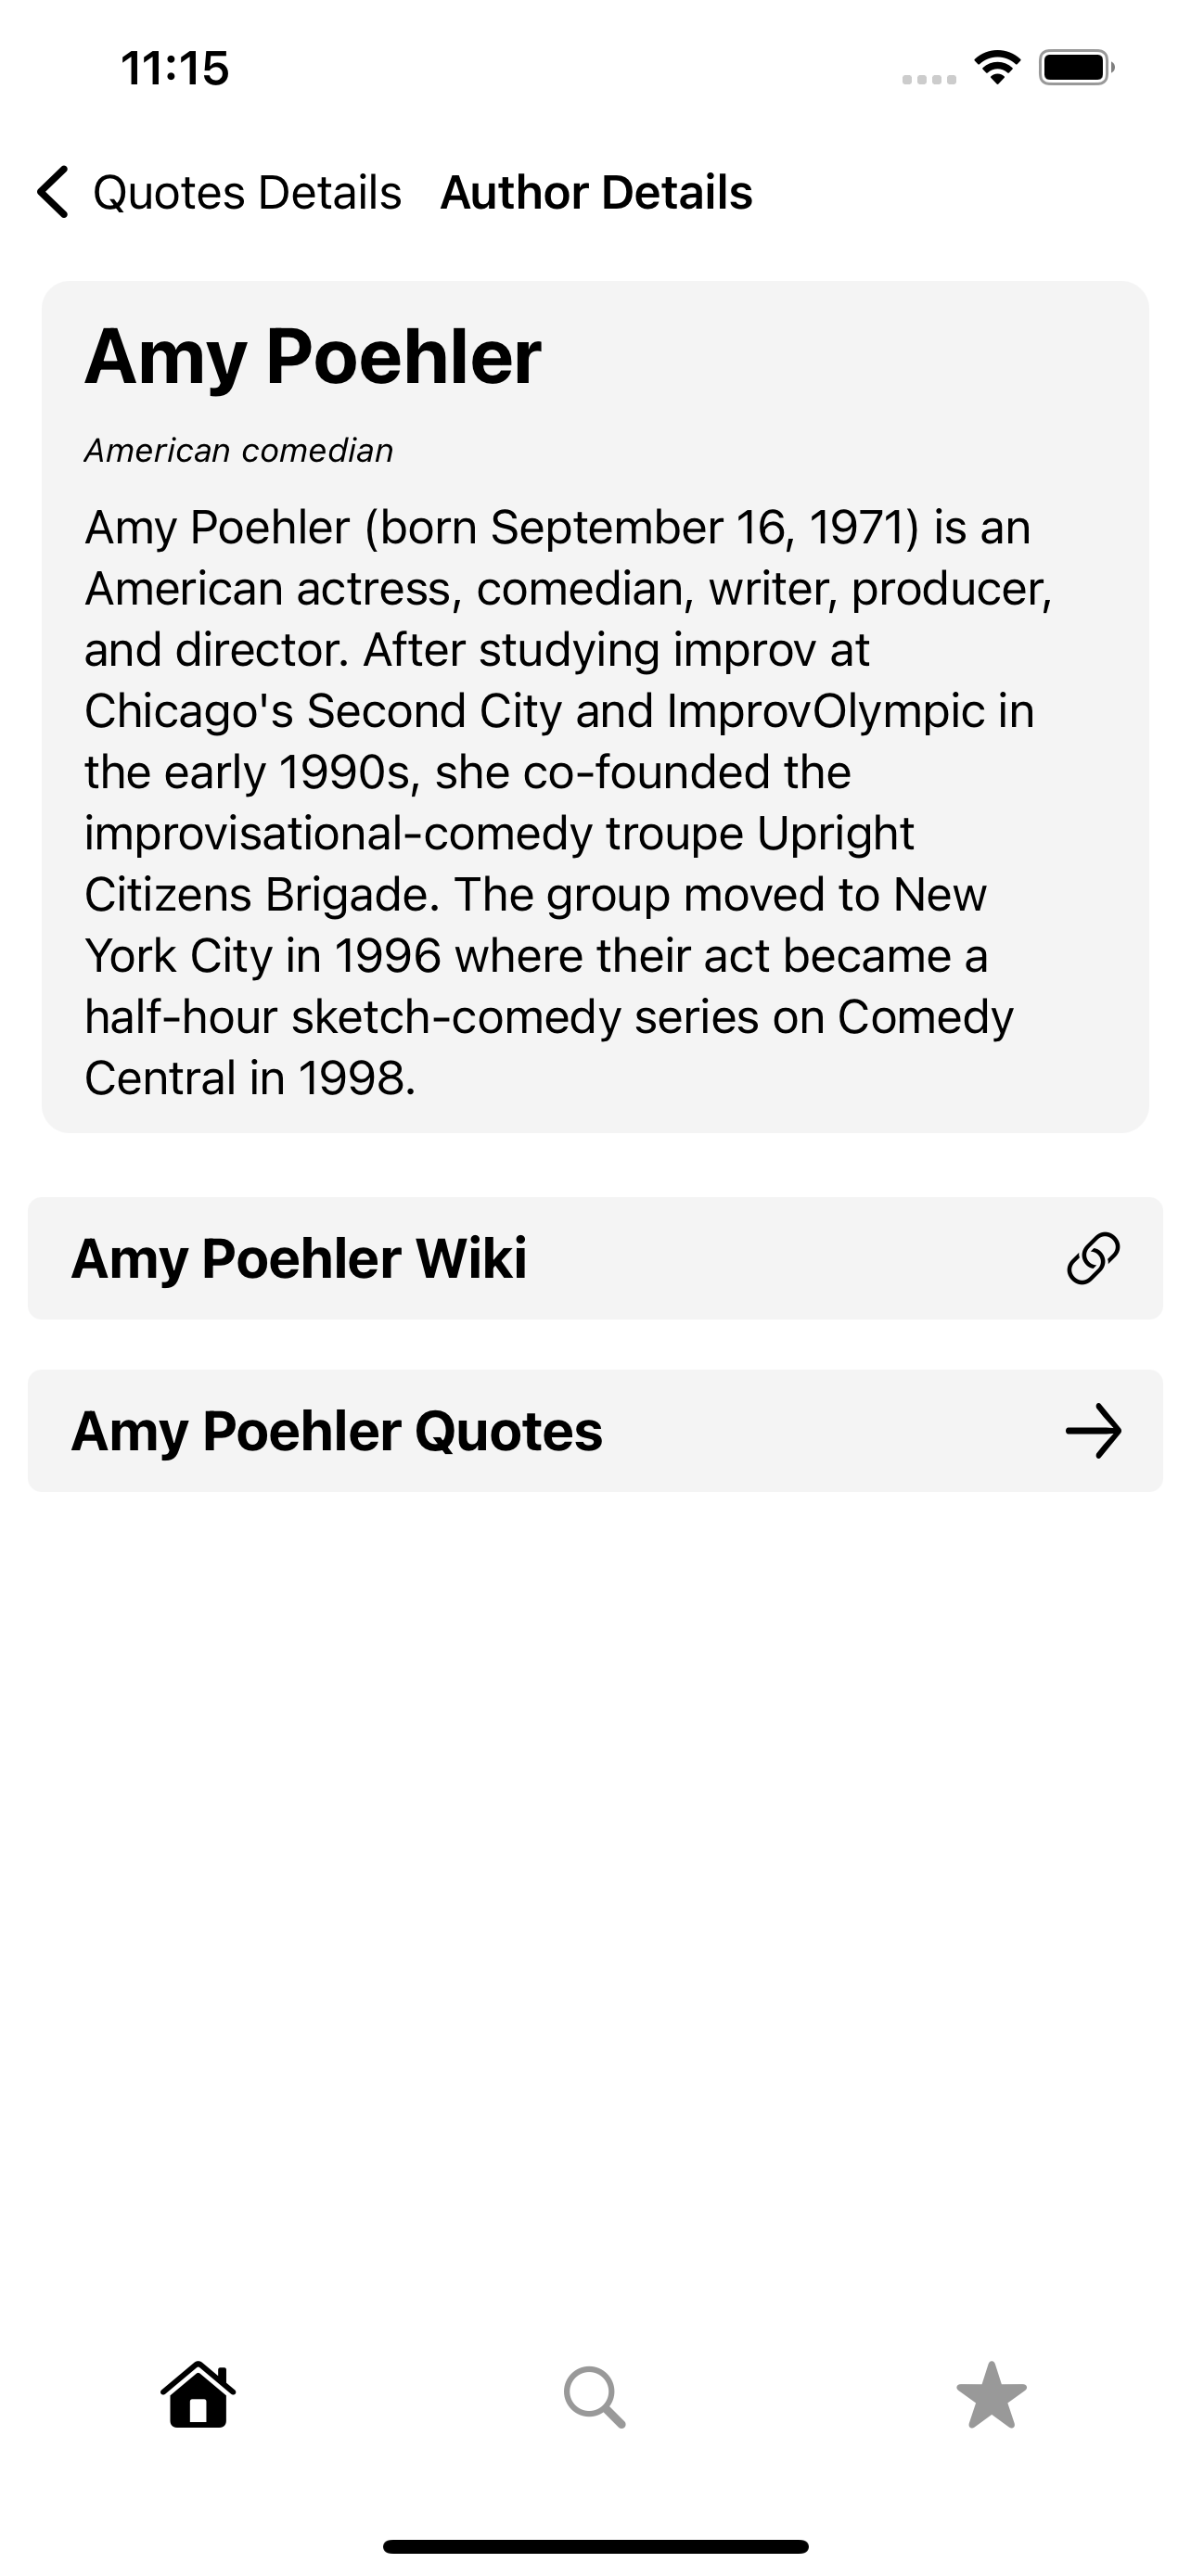 11:15
Quotes Details Author Details
Amy Poehler
American comedian
Amy Poehler (born September 16, 1971) is an
American actress, comedian, writer, producer,
and director. After studying improv at
Chicago's Second City and ImprovOlympic in
the early 1990s, she co-founded the
improvisational-comedy troupe Upright
Citizens Brigade. The group moved to New
York City in 1996 where their act became a
half-hour sketch-comedy series on Comedy
Central in 1998.
Amy Poehler Wiki
Amy Poehler Quotes